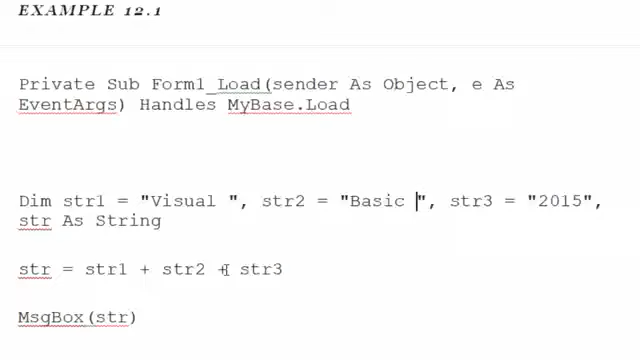 EXAMPLE 12.1
Private Sub Form1_Load(sender As Object, e As
EventArgs) Handles MyBase.Load
Dim str1 = "Visual ", str2 = "Basic ", str3 = "2015",
str As String
str = str1 + str2 + str3
MsgBox(str)